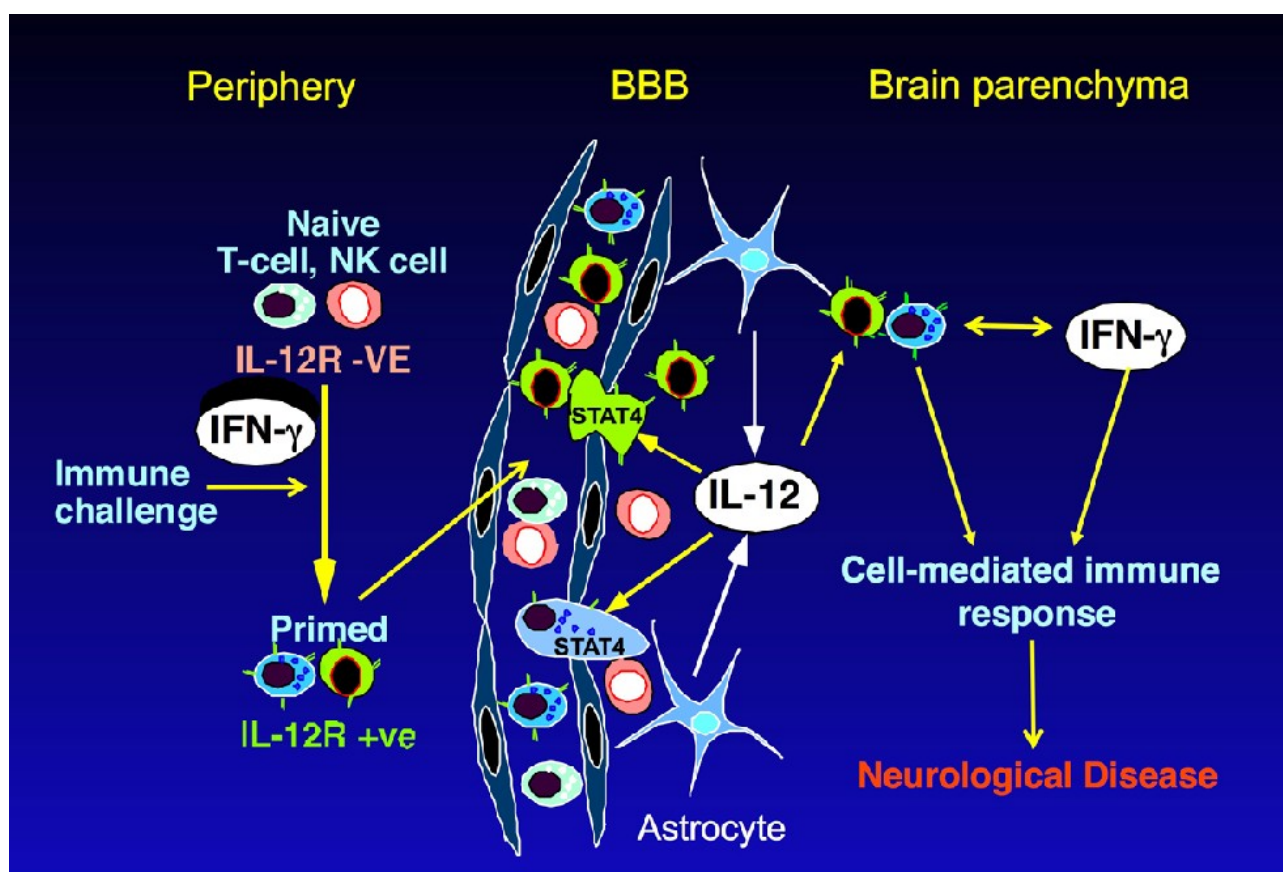 Periphery
BBB
Brain parenchyma
Naive
T-cell, NK cell
IL-12R -VE
IFN-γ
Immune
challenge
Primed
IL-12R +ve
STAT4
STAT4
IL-12
Astrocyte
IFN-γ
Cell-mediated immune
response
Neurological Disease